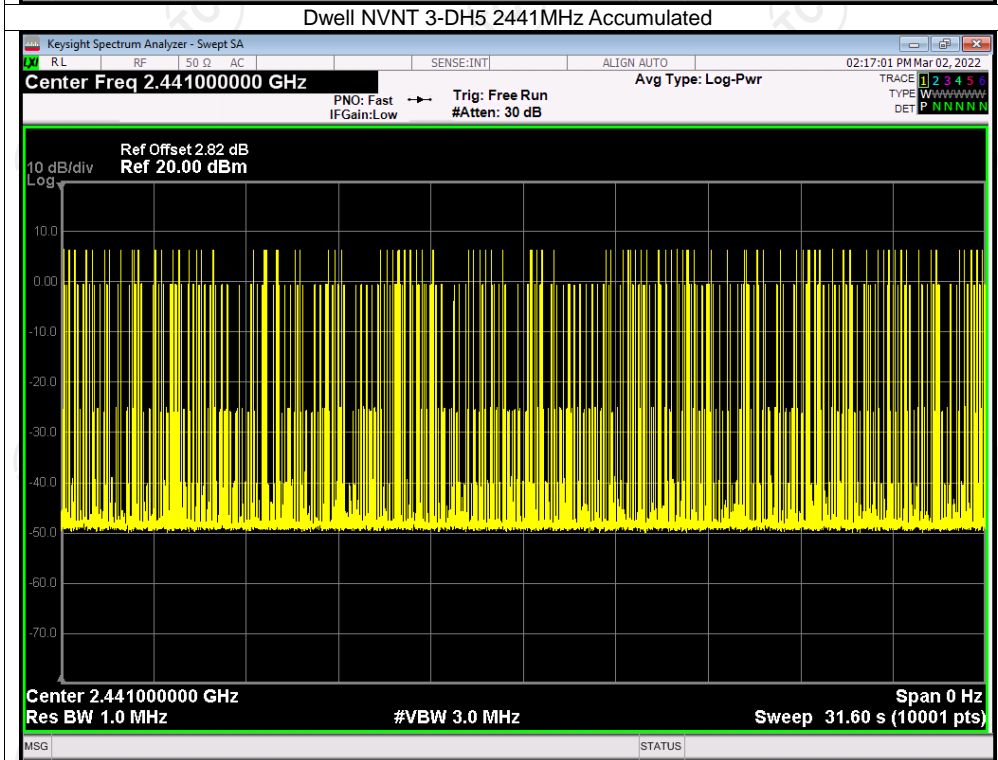 Dwell NVNT 3-DH5 2441MHz Accumulated
Keysight Spectrum Analyzer - Swept SA
LXI RL RF 50 Ω AC SENSE:INT ALIGN AUTO 02:17:01 PM Mar 02, 2022
Center Freq 2.441000000 GHz Avg Type: Log-Pwr TRACE 1 2 3 4 5 6
PNO: Fast Trig: Free Run TYPE WWWWWWW
IFGain:Low #Atten: 30 dB DET P N N N N N
Ref Offset 2.82 dB
10 dB/div Ref 20.00 dBm
Log
10.0
0.00
-10.0
-20.0
-30.0
-40.0
-50.0
-60.0
-70.0
Center 2.441000000 GHz Span 0 Hz
Res BW 1.0 MHz #VBW 3.0 MHz Sweep 31.60 s (10001 pts)
MSG STATUS